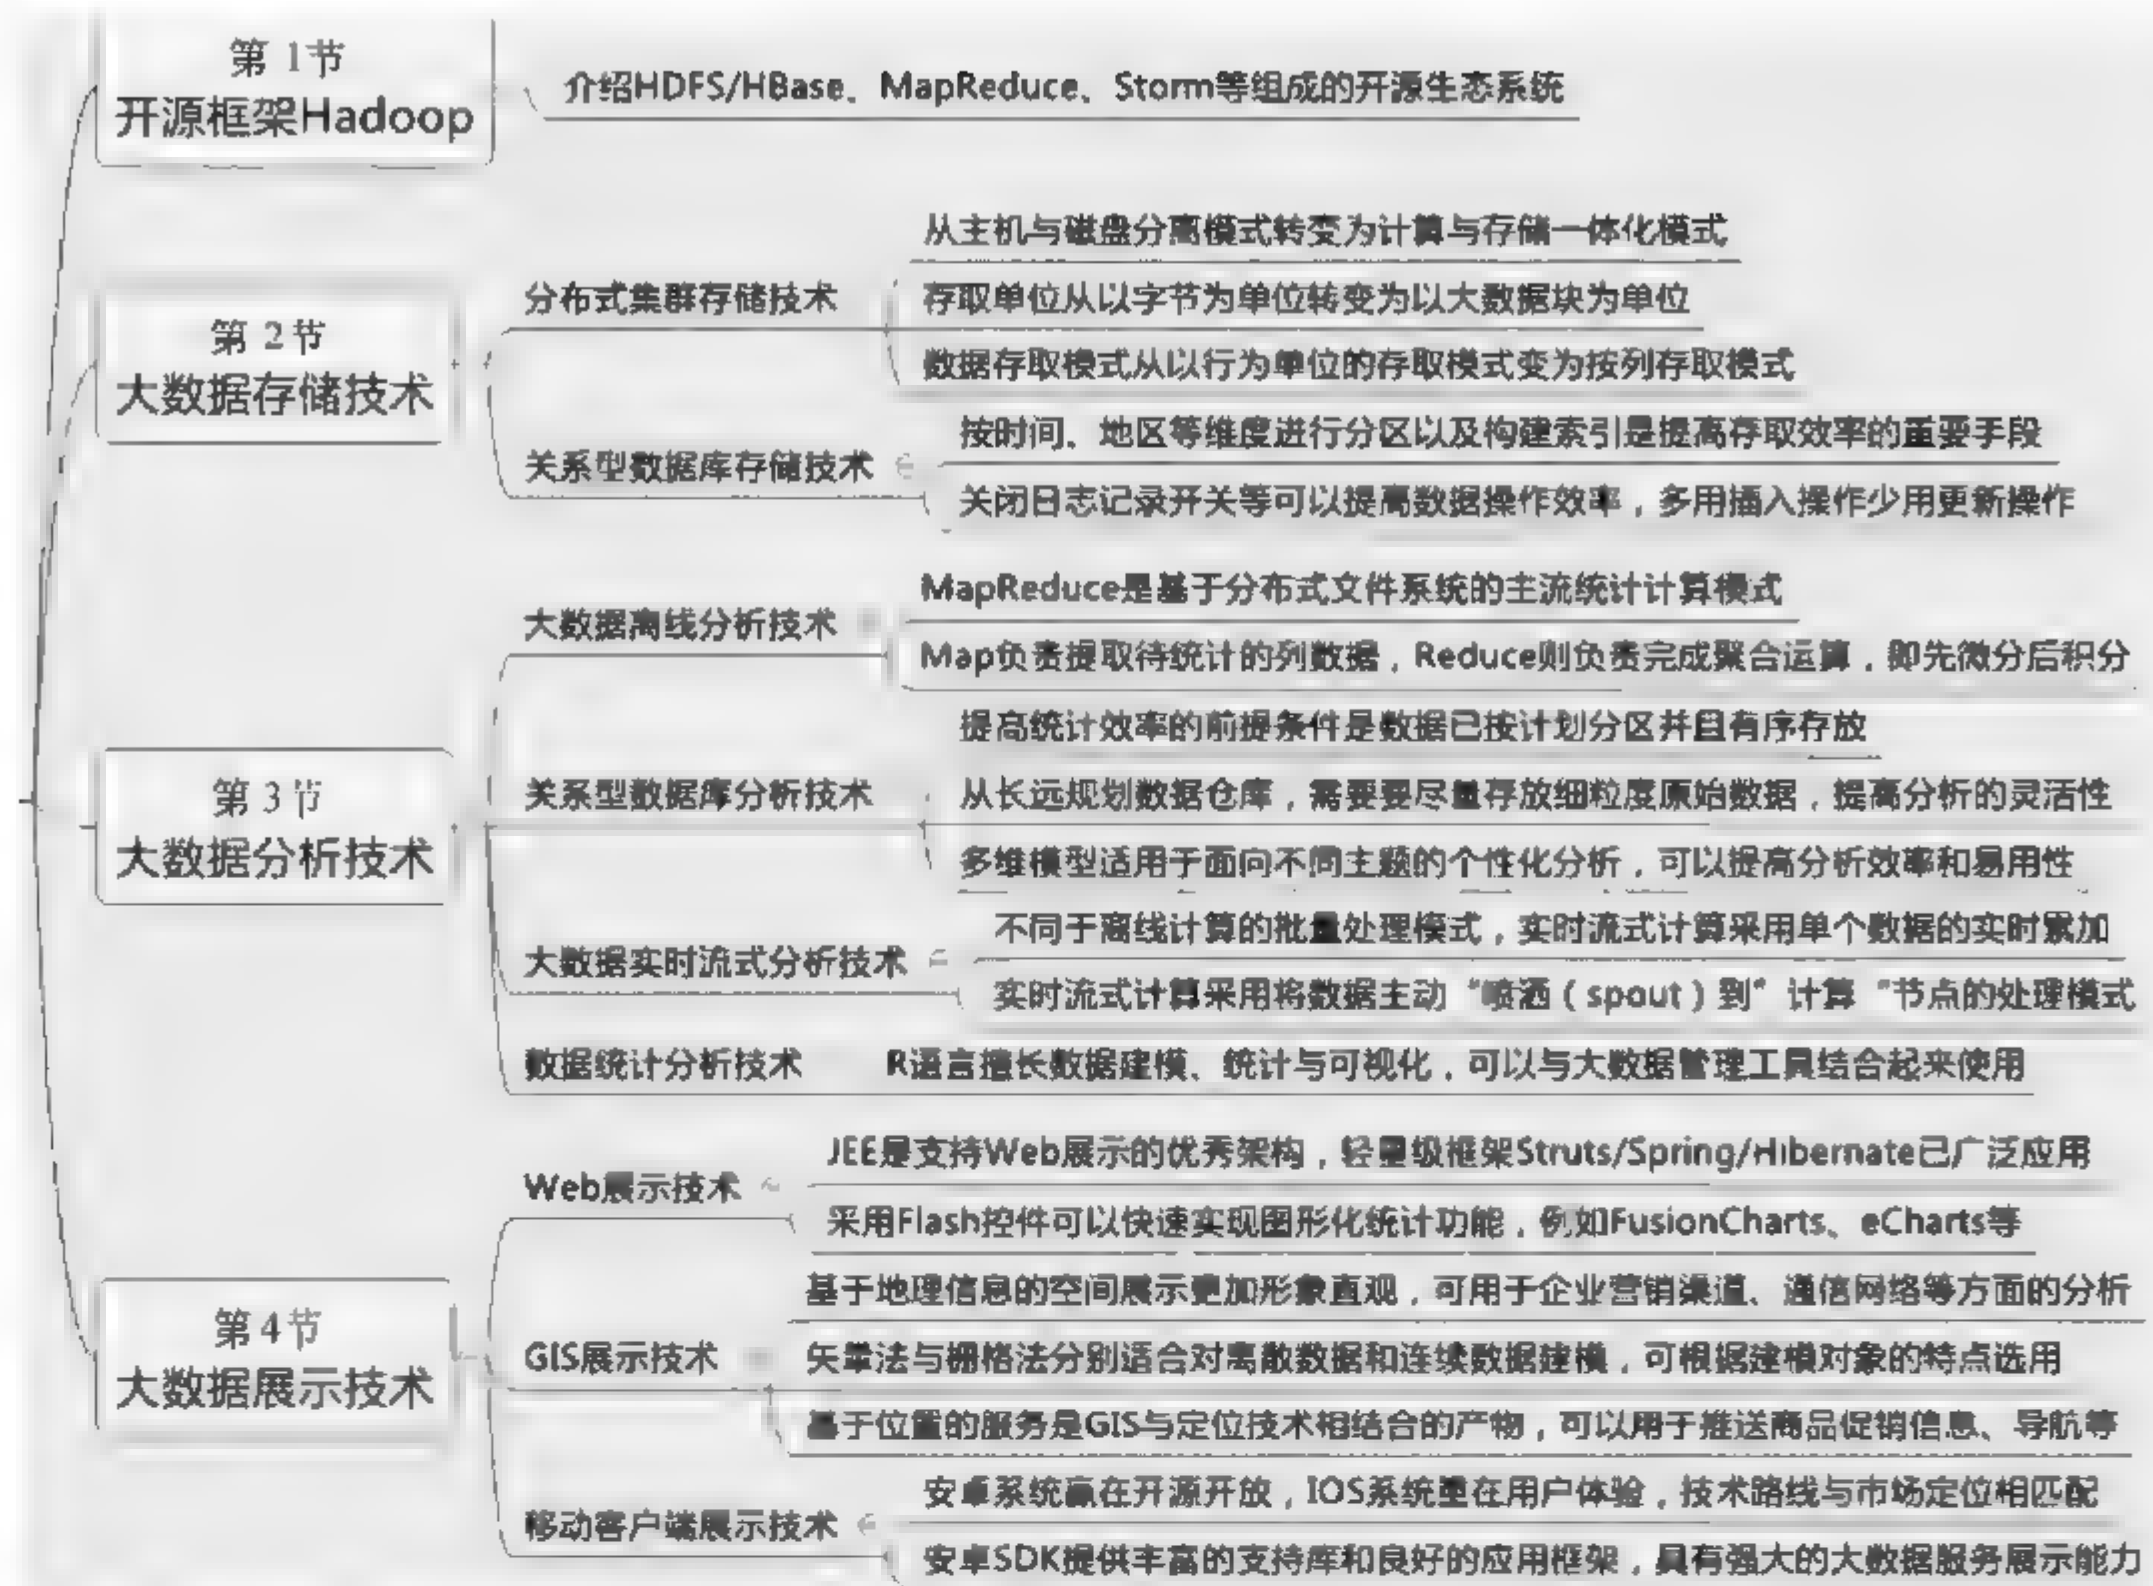 第 1节
开源框架Hadoop
介绍HDFS/HBase、MapReduce、Storm等组成的开源生态系统
第 2节
大数据存储技术
分布式集群存储技术
从主机与磁盘分离模式转变为计算与存储一体化模式
存取单位从以字节为单位转变为以大数据块为单位
数据存取模式从以行为单位的存取模式变为按列存取模式
关系型数据库存储技术
按时间、地区等维度进行分区以及构建索引是提高存取效率的重要手段
关闭日志记录开关等可以提高数据操作效率，多用插入操作少用更新操作
第 3节
大数据分析技术
大数据离线分析技术
MapReduce是基于分布式文件系统的主流统计计算模式
Map负责提取待统计的列数据，Reduce则负责完成聚合运算，即先微分后积分
关系型数据库分析技术
提高统计效率的前提条件是数据已按计划分区并且有序存放
从长远规划数据仓库，需要要尽量存放细粒度原始数据，提高分析的灵活性
多维模型适用于面向不同主题的个性化分析，可以提高分析效率和易用性
大数据实时流式分析技术
不同于离线计算的批量处理模式，实时流式计算采用单个数据的实时累加
实时流式计算采用将数据主动“喷洒（spout）到”计算“节点的处理模式
数据统计分析技术
R语言擅长数据建模、统计与可视化，可以与大数据管理工具结合起来使用
第4节
大数据展示技术
Web展示技术
JEE是支持Web展示的优秀架构，轻量级框架Struts/Spring/Hibernate已广泛应用
采用Flash控件可以快速实现图形化统计功能，例如FusionCharts、eCharts等
GIS展示技术
基于地理信息的空间展示更加形象直观，可用于企业营销渠道、通信网络等方面的分析
矢量法与栅格法分别适合对离散数据和连续数据建模，可根据建模对象的特点选用
基于位置的服务是GIS与定位技术相结合的产物，可以用于推送商品促销信息、导航等
移动客户端展示技术
安卓系统赢在开源开放，IOS系统重在用户体验，技术路线与市场定位相匹配
安卓SDK提供丰富的支持库和良好的应用框架，具有强大的大数据服务展示能力